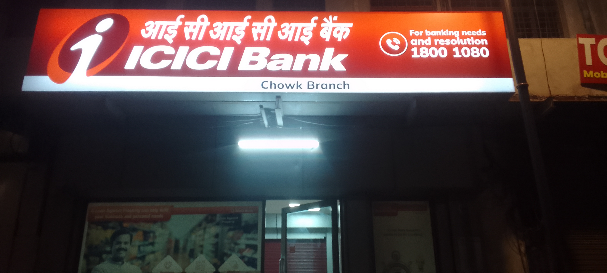 आई सी आई सी आई बैंक
ICICI Bank
For banking needs
and resolution
1800 1080
Chowk Branch